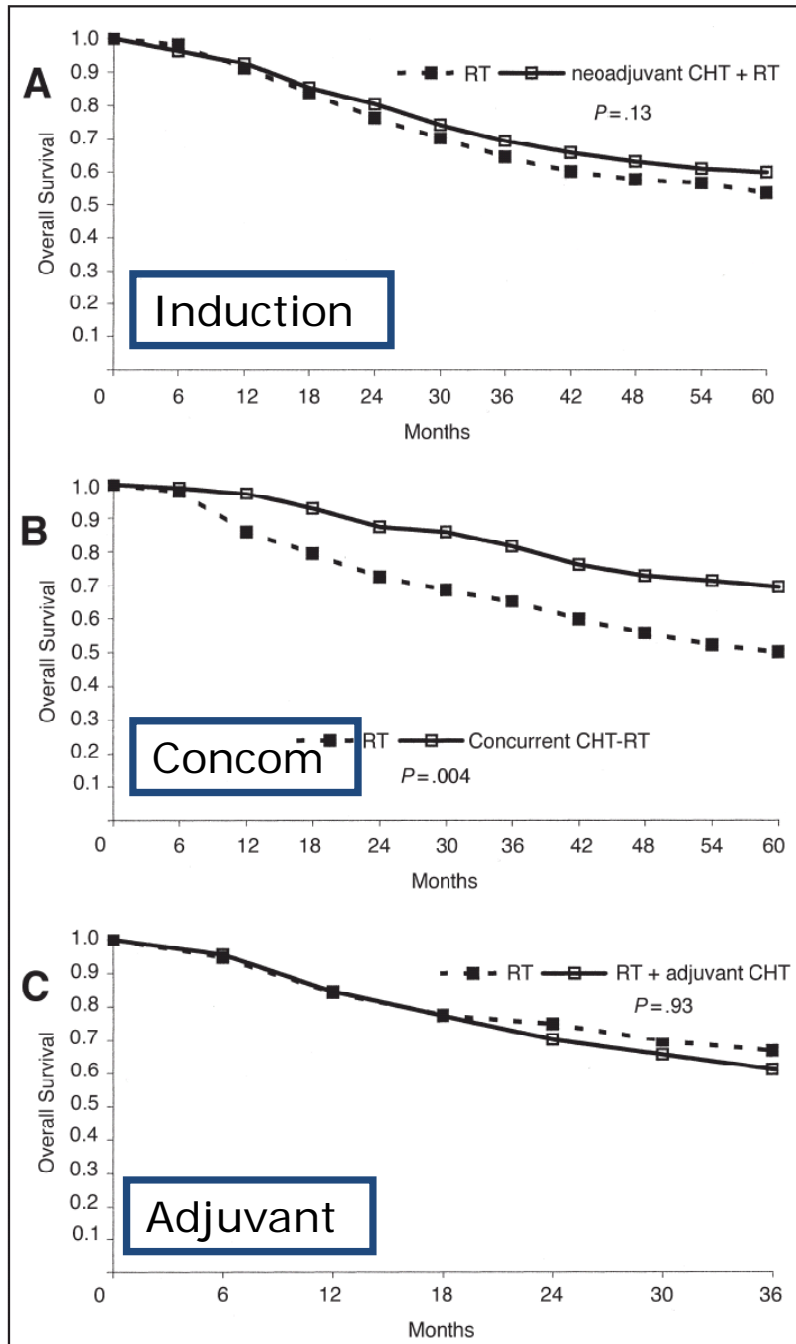 A
Overall Survival
1.0
0.9
0.8
0.7
0.6
0.5
0.4
0.3
0.2
0.1
RT neoadjuvant CHT + RT
P=.13
Induction
0 6 12 18 24 30 36 42 48 54 60
Months
B
Overall Survival
1.0
0.9
0.8
0.7
0.6
0.5
0.4
0.3
0.2
0.1
RT Concurrent CHT-RT
P=.004
Concom
0 6 12 18 24 30 36 42 48 54 60
Months
C
Overall Survival
1.0
0.9
0.8
0.7
0.6
0.5
0.4
0.3
0.2
0.1
RT RT + adjuvant CHT
P=.93
Adjuvant
0 6 12 18 24 30 36
Months